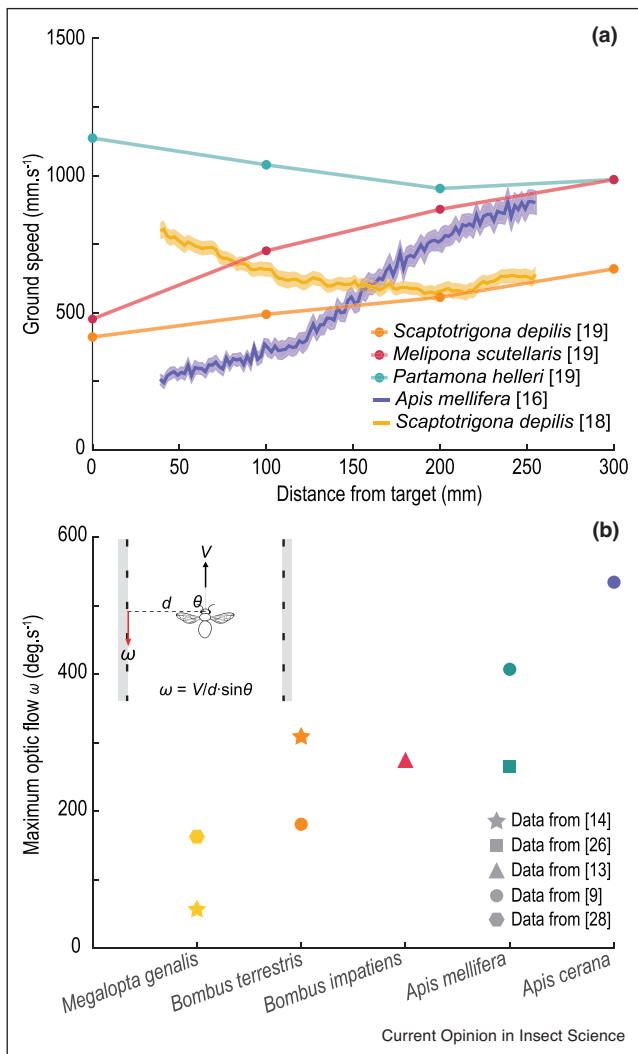 (a)
1500
1000
500
0
Ground speed (mm.s⁻¹)
Scaptotrigona depilis [19]
Melipona scutellaris [19]
Partamona helleri [19]
Apis mellifera [16]
Scaptotrigona depilis [18]
0 50 100 150 200 250 300
Distance from target (mm)
(b)
600
400
200
0
Maximum optic flow ω (deg.s⁻¹)
V
d θ
ω
ω = V/d·sinθ
Data from [14]
Data from [26]
Data from [13]
Data from [9]
Data from [28]
Megalopta genalis
Bombus terrestris
Bombus impatiens
Apis mellifera
Apis cerana
Current Opinion in Insect Science